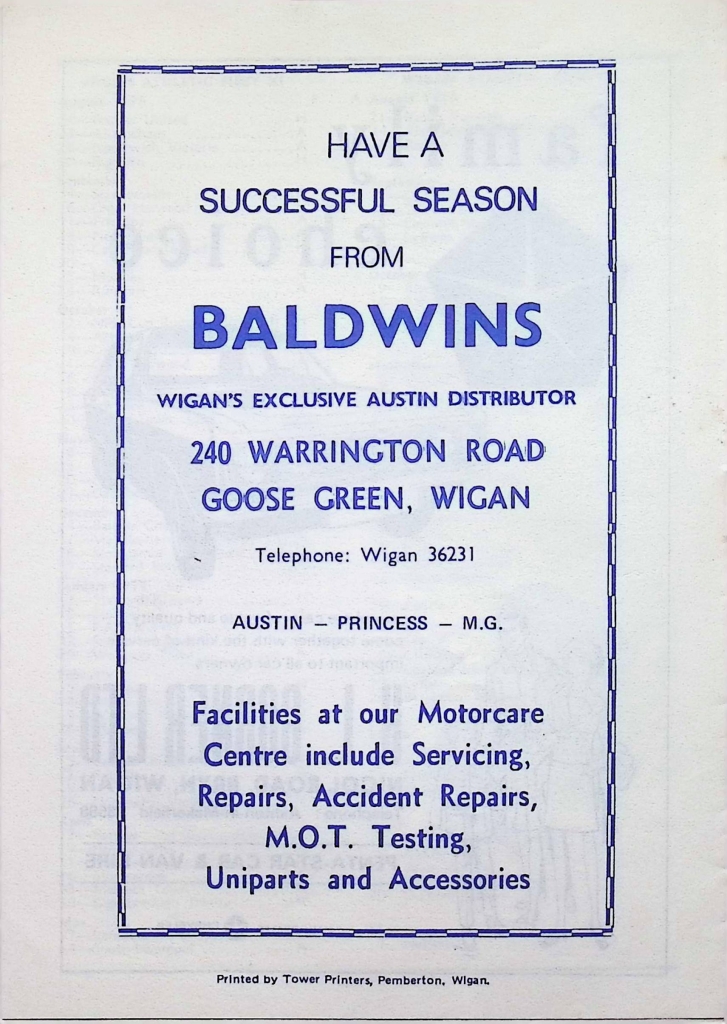 HAVE A
SUCCESSFUL SEASON
FROM
BALDWINS
WIGAN'S EXCLUSIVE AUSTIN DISTRIBUTOR
240 WARRINGTON ROAD
GOOSE GREEN, WIGAN
Telephone: Wigan 36231
AUSTIN – PRINCESS – M.G.
Facilities at our Motorcare
Centre include Servicing,
Repairs, Accident Repairs,
M.O.T. Testing,
Uniparts and Accessories
Printed by Tower Printers, Pemberton, Wigan.